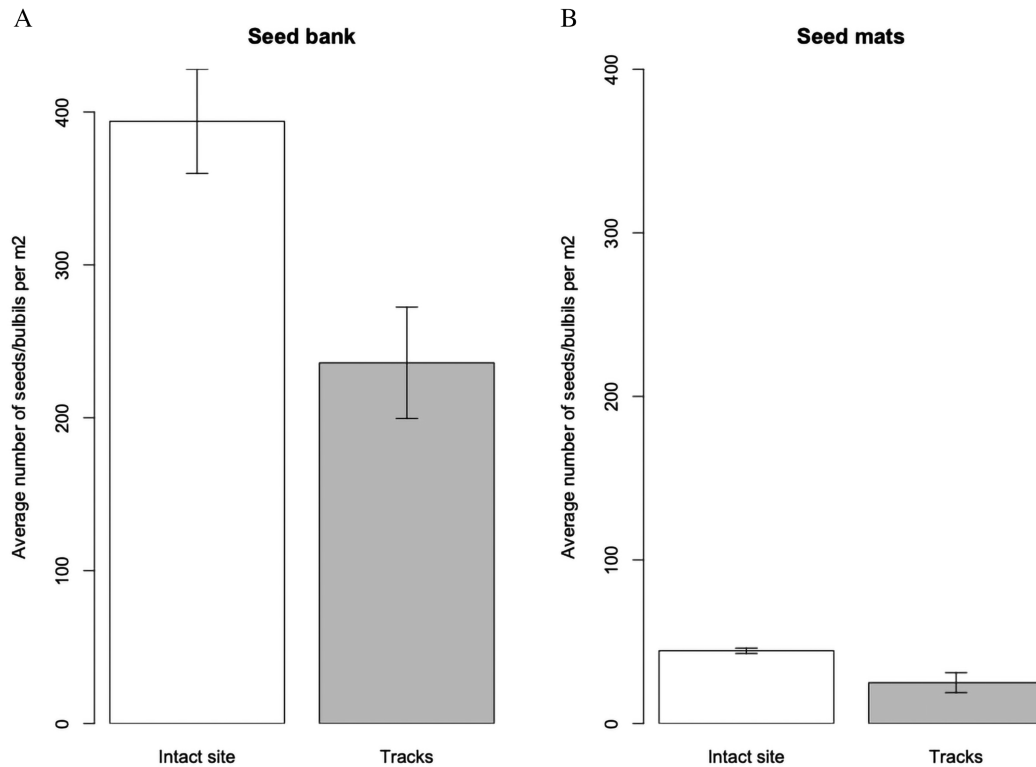 A
Seed bank
Average number of seeds/bulbils per m2
400
300
200
100
0
Intact site Tracks
B
Seed mats
Average number of seeds/bulbils per m2
400
300
200
100
0
Intact site Tracks